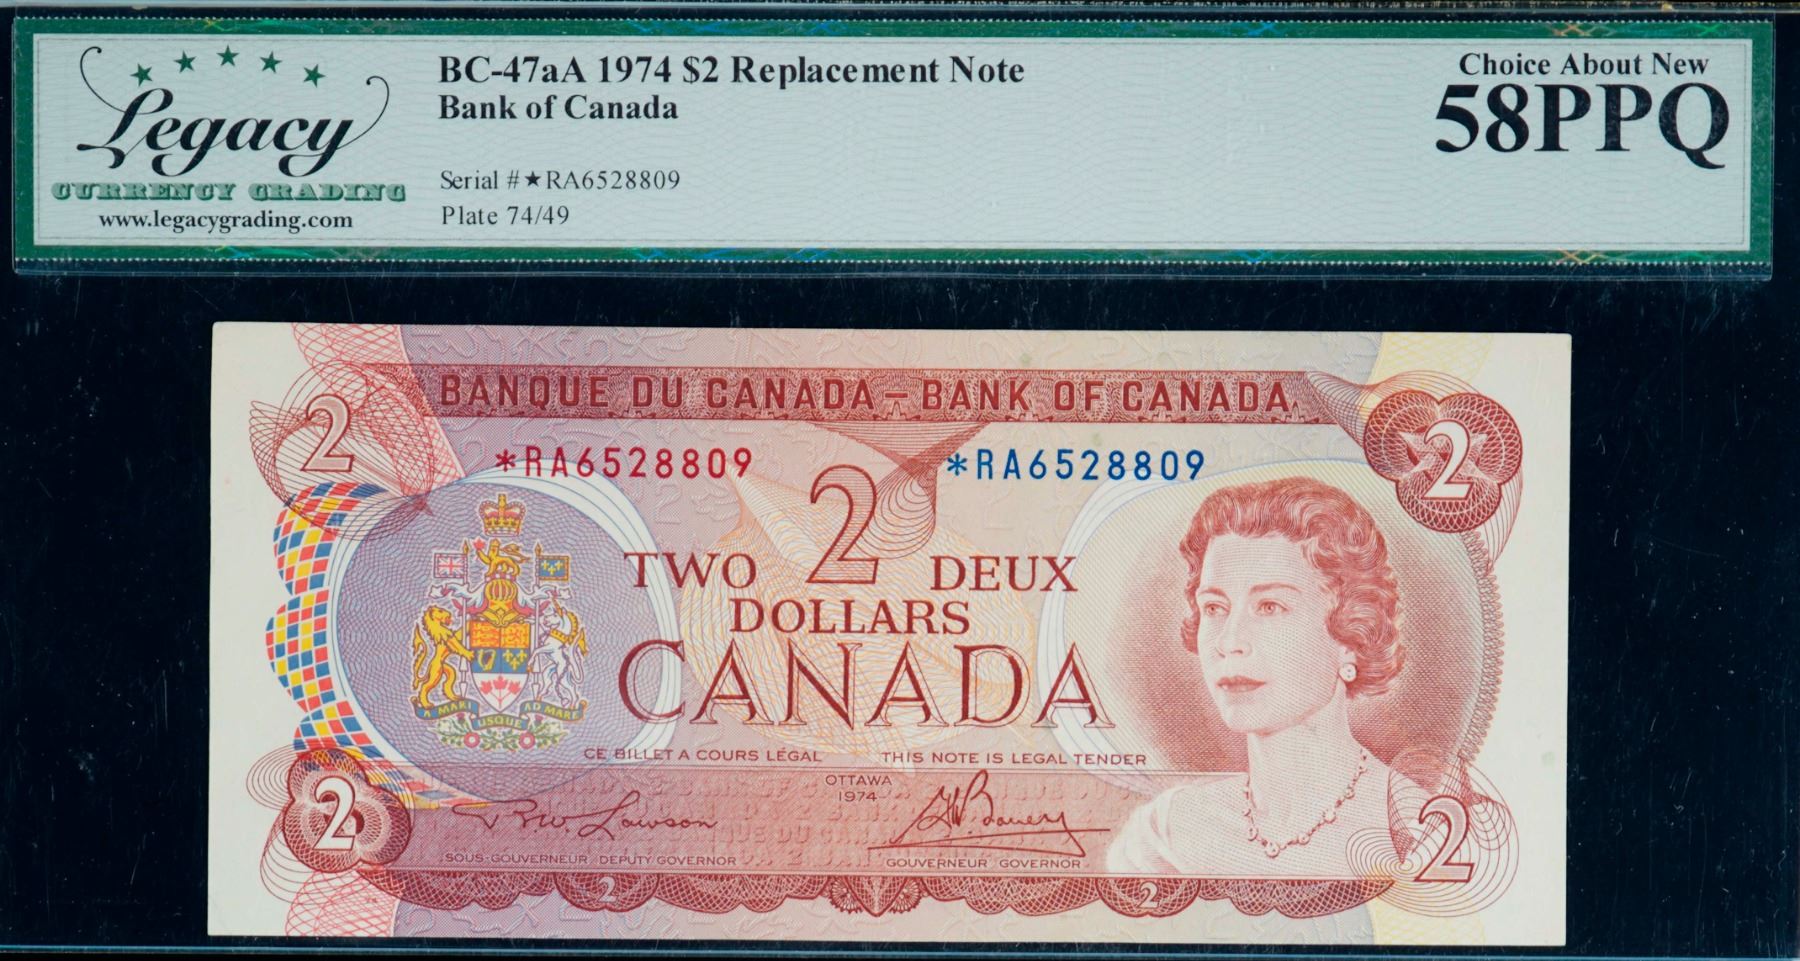 BC-47aA 1974 $2 Replacement Note
Bank of Canada
Serial #★RA6528809
Plate 74/49
Legacy
CURRENCY GRADING
www.legacygrading.com
Choice About New
58PPQ
BANQUE DU CANADA – BANK OF CANADA
2
2
*RA6528809
*RA6528809
2
TWO DEUX
DOLLARS
CANADA
A MARI USQUE AD MARE
CE BILLET A COURS LÉGAL THIS NOTE IS LEGAL TENDER
OTTAWA
1974
2
2
R.W. Lawson
G.K. Bouey
SOUS-GOUVERNEUR DEPUTY GOVERNOR
GOUVERNEUR GOVERNOR
2
2